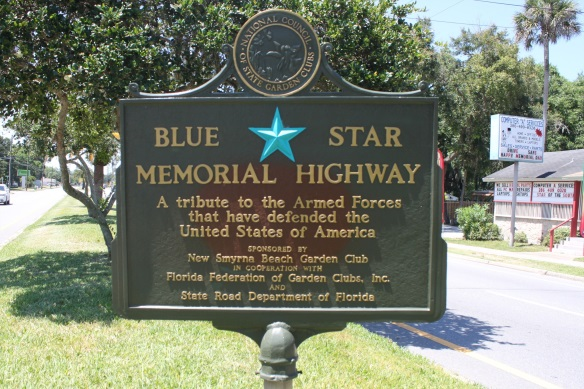 NATIONAL COUNCIL
OF STATE GARDEN CLUBS
BLUE STAR
MEMORIAL HIGHWAY
A tribute to the Armed Forces
that have defended the
United States of America
SPONSORED BY
New Smyrna Beach Garden Club
IN COOPERATION WITH
Florida Federation of Garden Clubs, Inc.
AND
State Road Department of Florida